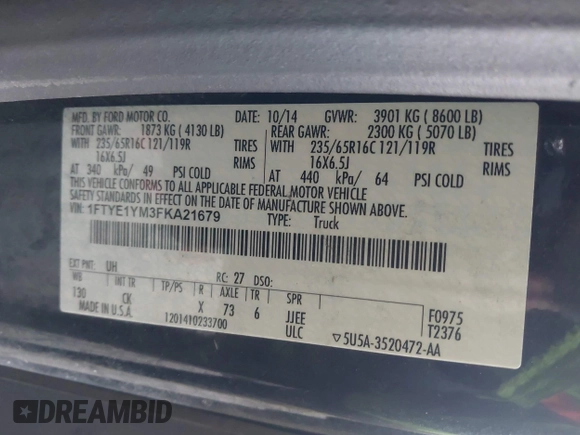 MFD. BY FORD MOTOR CO.
DATE: 10/14 GVWR: 3901 KG ( 8600 LB)
FRONT GAWR: 1873 KG ( 4130 LB) REAR GAWR: 2300 KG ( 5070 LB)
WITH 235/65R16C 121/119R TIRES WITH 235/65R16C 121/119R TIRES
16X6.5J RIMS 16X6.5J RIMS
AT 340 kPa/ 49 PSI COLD AT 440 kPa/ 64 PSI COLD
THIS VEHICLE CONFORMS TO ALL APPLICABLE FEDERAL MOTOR VEHICLE
SAFETY STANDARDS IN EFFECT ON THE DATE OF MANUFACTURE SHOWN ABOVE.
VIN: 1FTYE1YM3FKA21679 TYPE: Truck
EXT PNT: UH RC: 27 DSO:
WB INT TR TP/PS R AXLE TR SPR
130 CK X 73 6 JJEE F0975
MADE IN U.S.A. 1201410233700 ULC T2376
5U5A-3520472-AA
DREAMBID